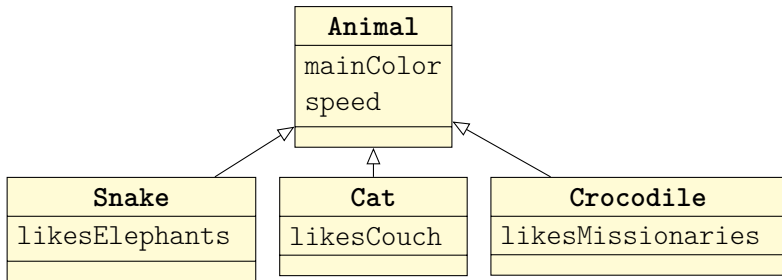 Animal
mainColor
speed
Snake
likesElephants
Cat
likesCouch
Crocodile
likesMissionaries